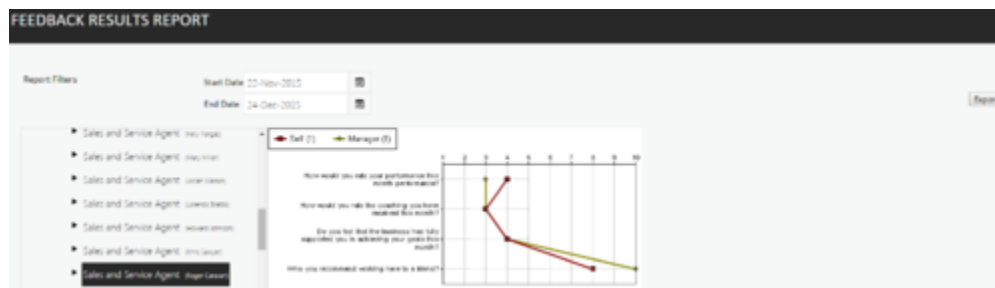 FEEDBACK RESULTS REPORT
Report Filters
Start Date 22-Nov-2015
End Date 24-Dec-2015
Export
Sales and Service Agent
Sales and Service Agent
Sales and Service Agent
Sales and Service Agent
Sales and Service Agent
Sales and Service Agent
Sales and Service Agent
Self (1) Manager (1)
1 2 3 4 5 6 7 8 9 10
How would you rate your performance this
month performance?
How would you rate the coaching you have
received this month?
Do you feel that the business has fully
supported you in achieving your goals this
month?
Who you recommend working here to a friend?